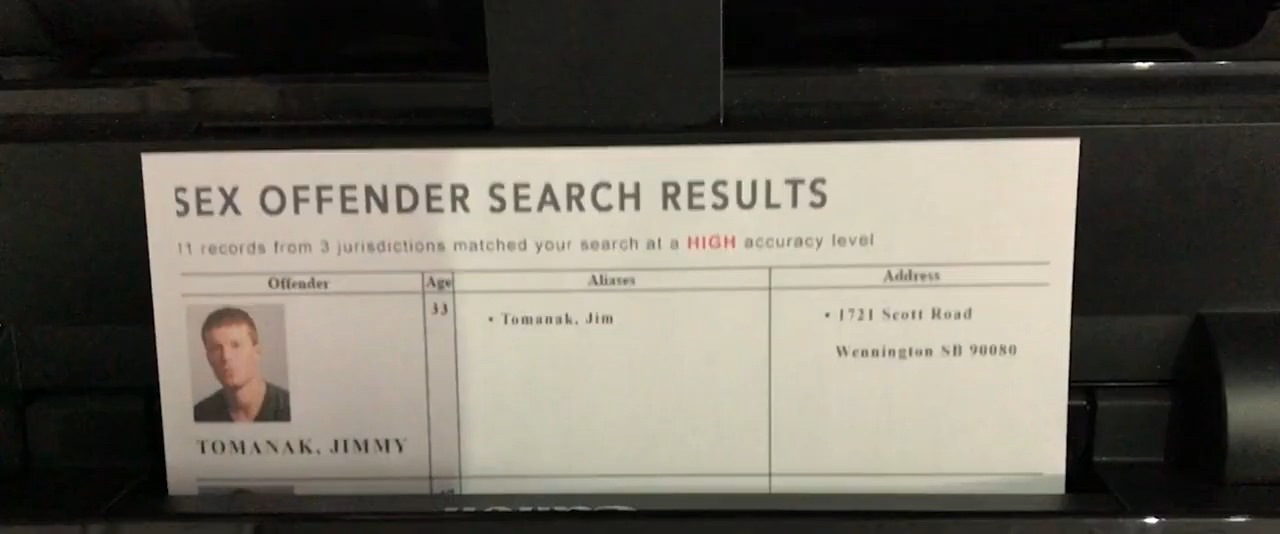 SEX OFFENDER SEARCH RESULTS
11 records from 3 jurisdictions matched your search at a HIGH accuracy level
Offender Age Aliases Address
33 • Tomanak, Jim • 1721 Scott Road
Wennington SB 90080
TOMANAK, JIMMY